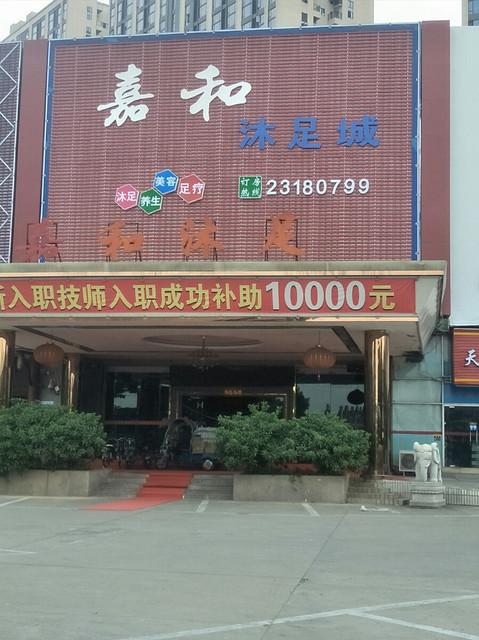 嘉和
沐足城
美容
足疗
沐足
养生
订房
热线
23180799
嘉和沐足
新入职技师入职成功补助10000元
天